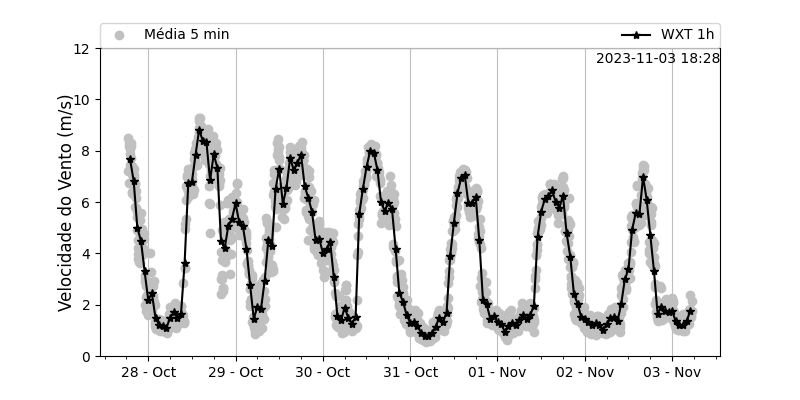 Média 5 min WXT 1h
2023-11-03 18:28
Velocidade do Vento (m/s)
12
10
8
6
4
2
0
28 - Oct 29 - Oct 30 - Oct 31 - Oct 01 - Nov 02 - Nov 03 - Nov